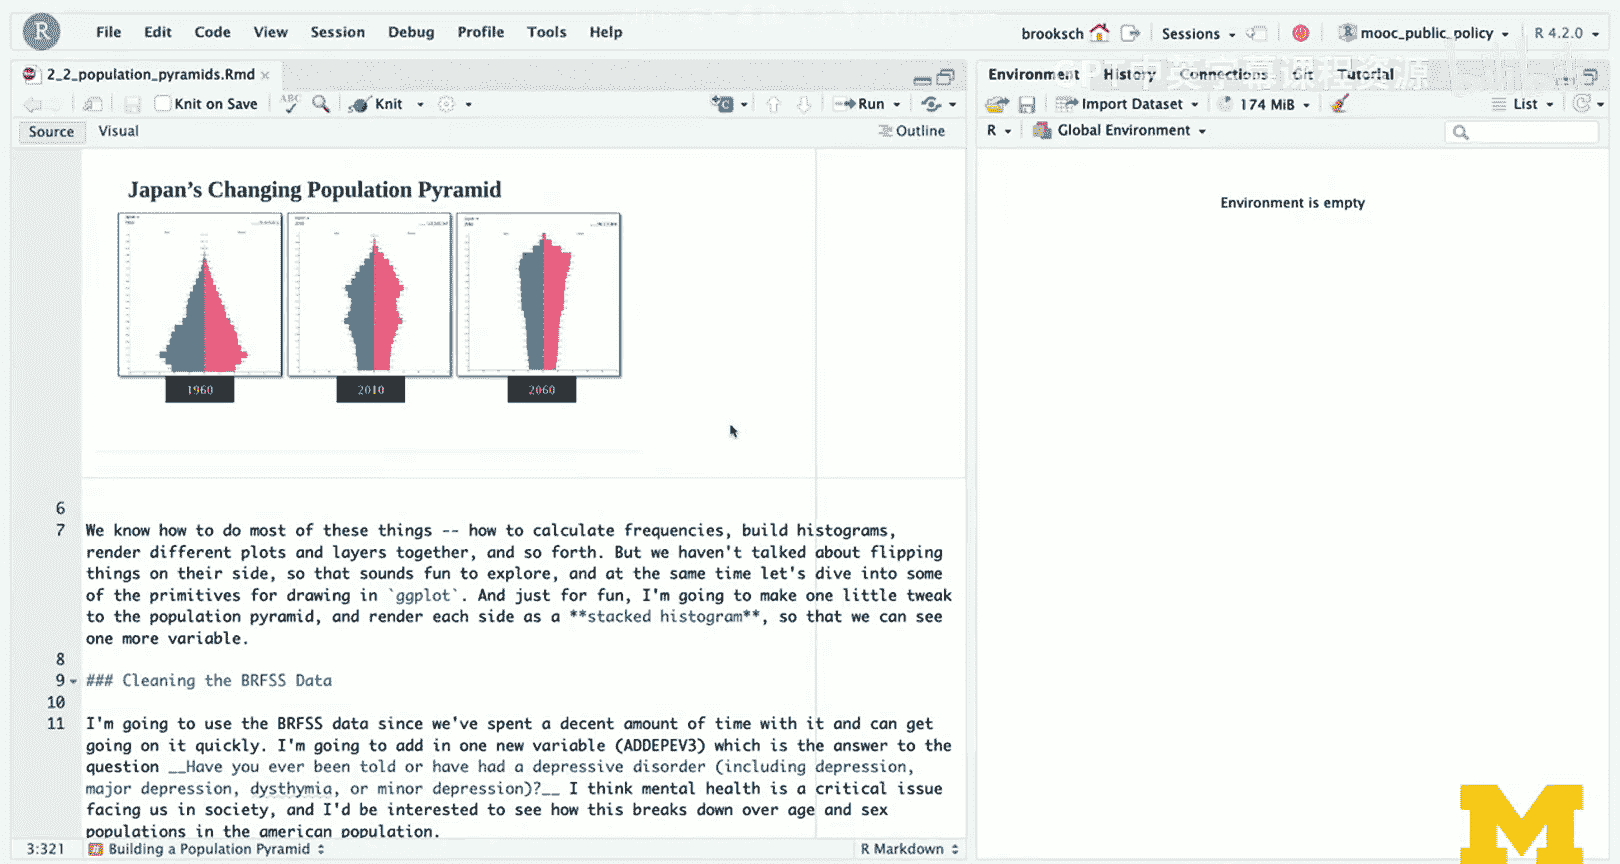 File Edit Code View Session Debug Profile Tools Help
brooksch Sessions mooc_public_policy R 4.2.0
2_2_population_pyramids.Rmd
Knit on Save ABC Knit Run
Source Visual Outline
Environment History Connections Git Tutorial
GPT中英字幕课程资源
Import Dataset 174 MiB List
R Global Environment
Environment is empty
Japan's Changing Population Pyramid
1960 2010 2060
6
7 We know how to do most of these things -- how to calculate frequencies, build histograms,
render different plots and layers together, and so forth. But we haven't talked about flipping
things on their side, so that sounds fun to explore, and at the same time let's dive into some
of the primitives for drawing in `ggplot`. And just for fun, I'm going to make one little tweak
to the population pyramid, and render each side as a **stacked histogram**, so that we can see
one more variable.
8
9 ### Cleaning the BRFSS Data
10
11 I'm going to use the BRFSS data since we've spent a decent amount of time with it and can get
going on it quickly. I'm going to add in one new variable (ADDEPEV3) which is the answer to the
question __Have you ever been told or have had a depressive disorder (including depression,
major depression, dysthymia, or minor depression)?__ I think mental health is a critical issue
facing us in society, and I'd be interested to see how this breaks down over age and sex
populations in the american population.
3:321 Building a Population Pyramid R Markdown
M